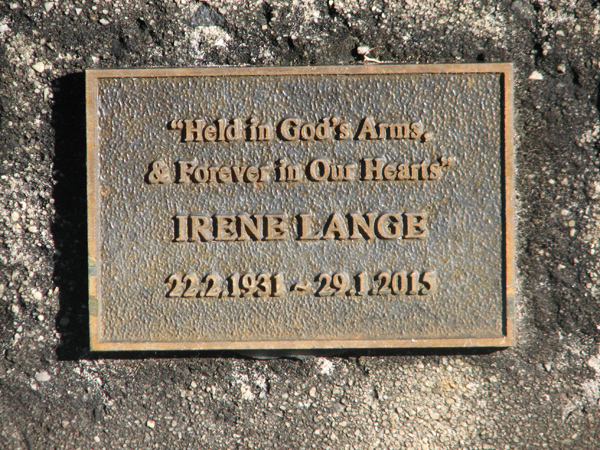 "Held in God's Arms,
& Forever in Our Hearts"
IRENE LANGE
22.2.1931 ~ 29.1.2015